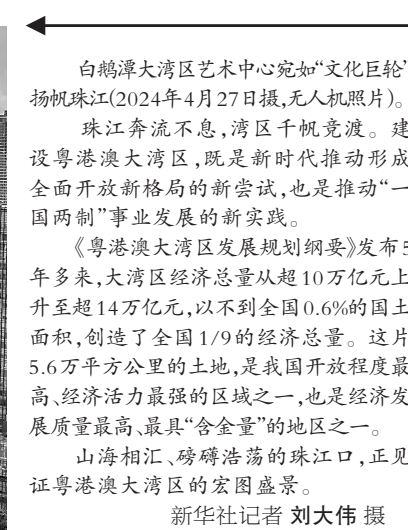 白鹅潭大湾区艺术中心宛如“文化巨轮”
扬帆珠江(2024年4月27日摄,无人机照片)。
珠江奔流不息,湾区千帆竞渡。建
设粤港澳大湾区,既是新时代推动形成
全面开放新格局的新尝试,也是推动“一
国两制”事业发展的新实践。
《粤港澳大湾区发展规划纲要》发布5
年多来,大湾区经济总量从超10万亿元上
升至超14万亿元,以不到全国0.6%的国土
面积,创造了全国1/9的经济总量。这片
5.6万平方公里的土地,是我国开放程度最
高、经济活力最强的区域之一,也是经济发
展质量最高、最具“含金量”的地区之一。
山海相汇、磅礴浩荡的珠江口,正见
证粤港澳大湾区的宏图盛景。
新华社记者 刘大伟 摄